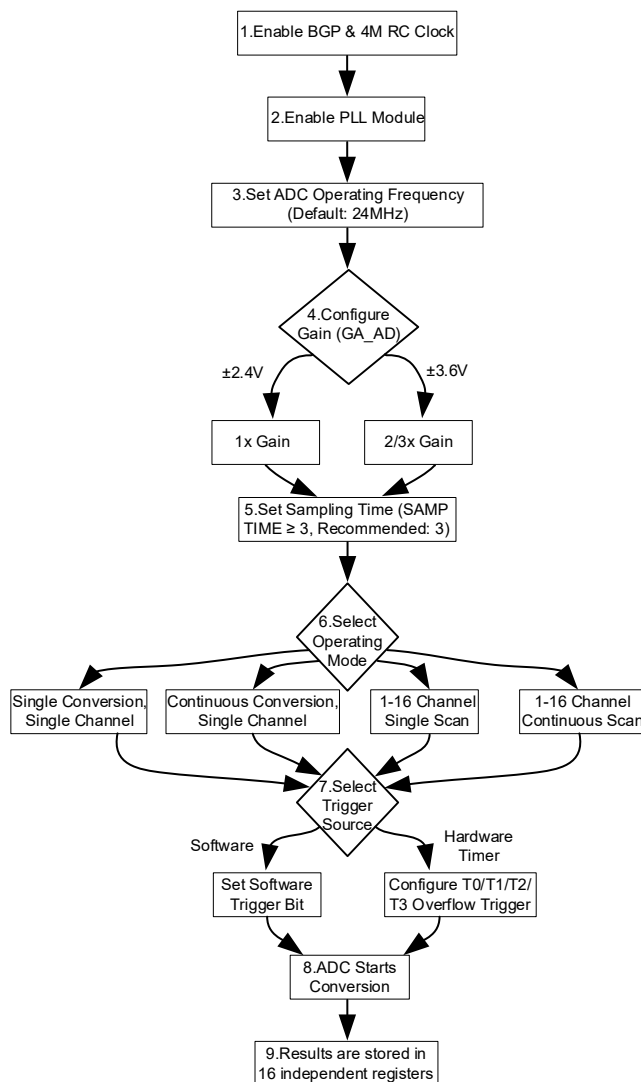 1.Enable BGP & 4M RC Clock
2.Enable PLL Module
3.Set ADC Operating Frequency
(Default: 24MHz)
4.Configure
Gain (GA_AD)
±2.4V
±3.6V
1x Gain
2/3x Gain
5.Set Sampling Time (SAMP
TIME ≥ 3, Recommended: 3)
6.Select
Operating
Mode
Single Conversion,
Single Channel
Continuous Conversion,
Single Channel
1-16 Channel
Single Scan
1-16 Channel
Continuous Scan
7.Select
Trigger
Source
Software
Hardware
Timer
Set Software
Trigger Bit
Configure T0/T1/T2/
T3 Overflow Trigger
8.ADC Starts
Conversion
9.Results are stored in
16 independent registers